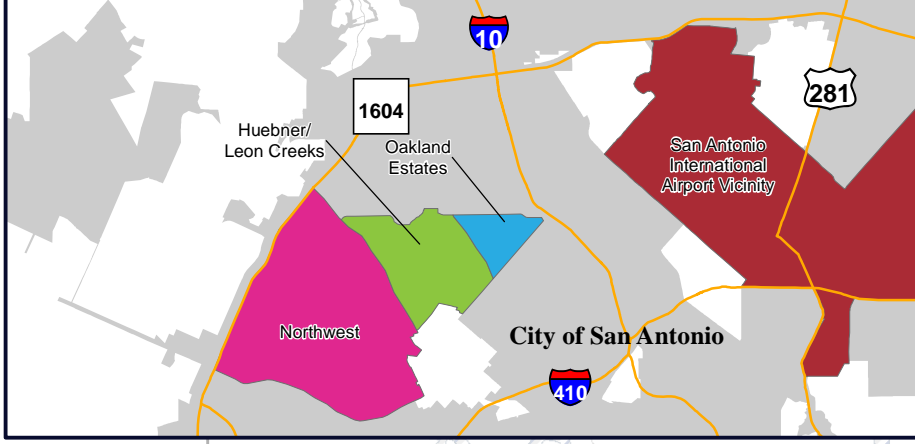 10
281
1604
Huebner/
Leon Creeks
Oakland
Estates
San Antonio
International
Airport Vicinity
Northwest
City of San Antonio
410